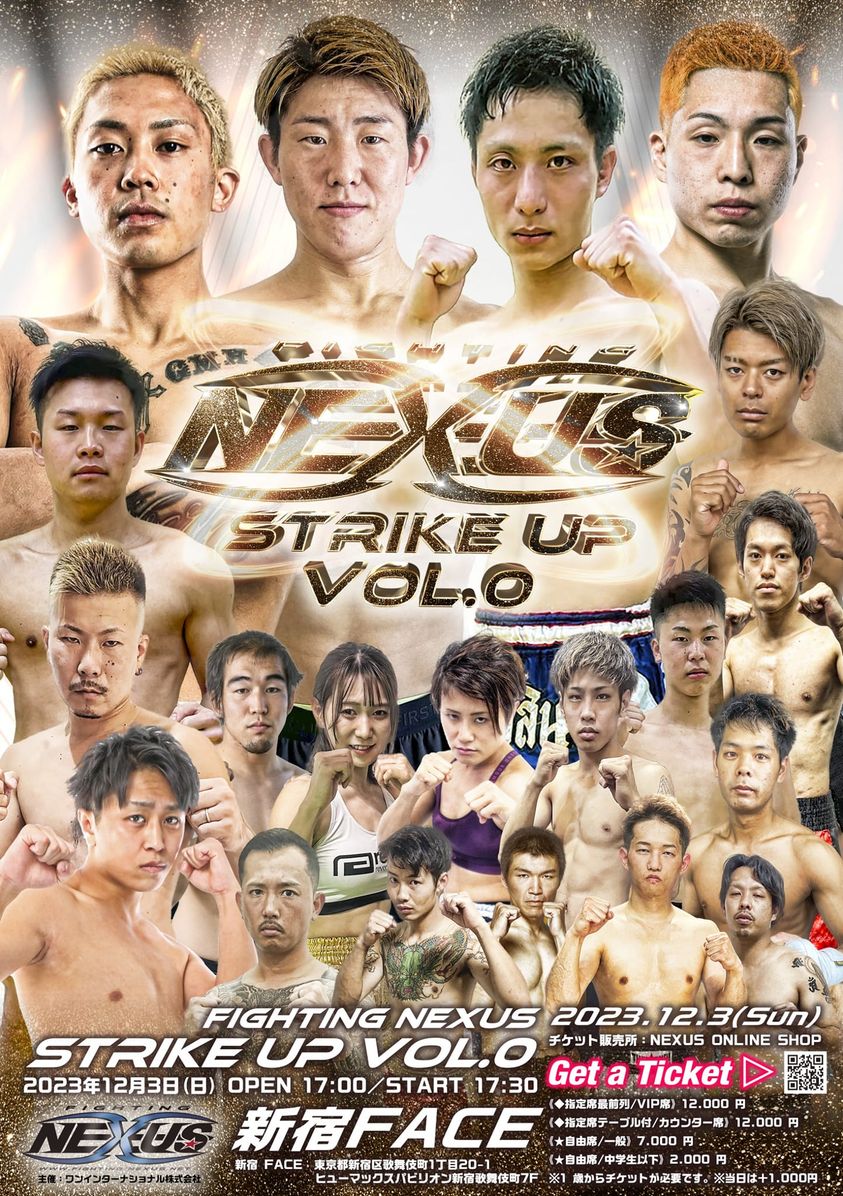 FIGHTING
NEXUS
STRIKE UP
VOL.0
FIGHTING NEXUS
STRIKE UP VOL.0
2023年12月3日(日) OPEN 17:00/START 17:30
2023.12.3(Sun)
チケット販売所:NEXUS ONLINE SHOP
Get a Ticket
FIGHTING
NEXUS
WWW.FIGHTING-NEXUS
主催:ワンインターナショナル株式会社
新宿FACE
新宿 FACE:東京都新宿区歌舞伎町1丁目20-1
ヒューマックスパビリオン新宿歌舞伎町7F
(◆指定席最前列/VIP席) 12.000 円
(◆指定席テーブル付/カウンター席) 12.000 円
(★自由席/一般) 7.000 円
(★自由席/中学生以下) 2.000 円
※1 歳からチケットが必要です。※当日は+1.000円